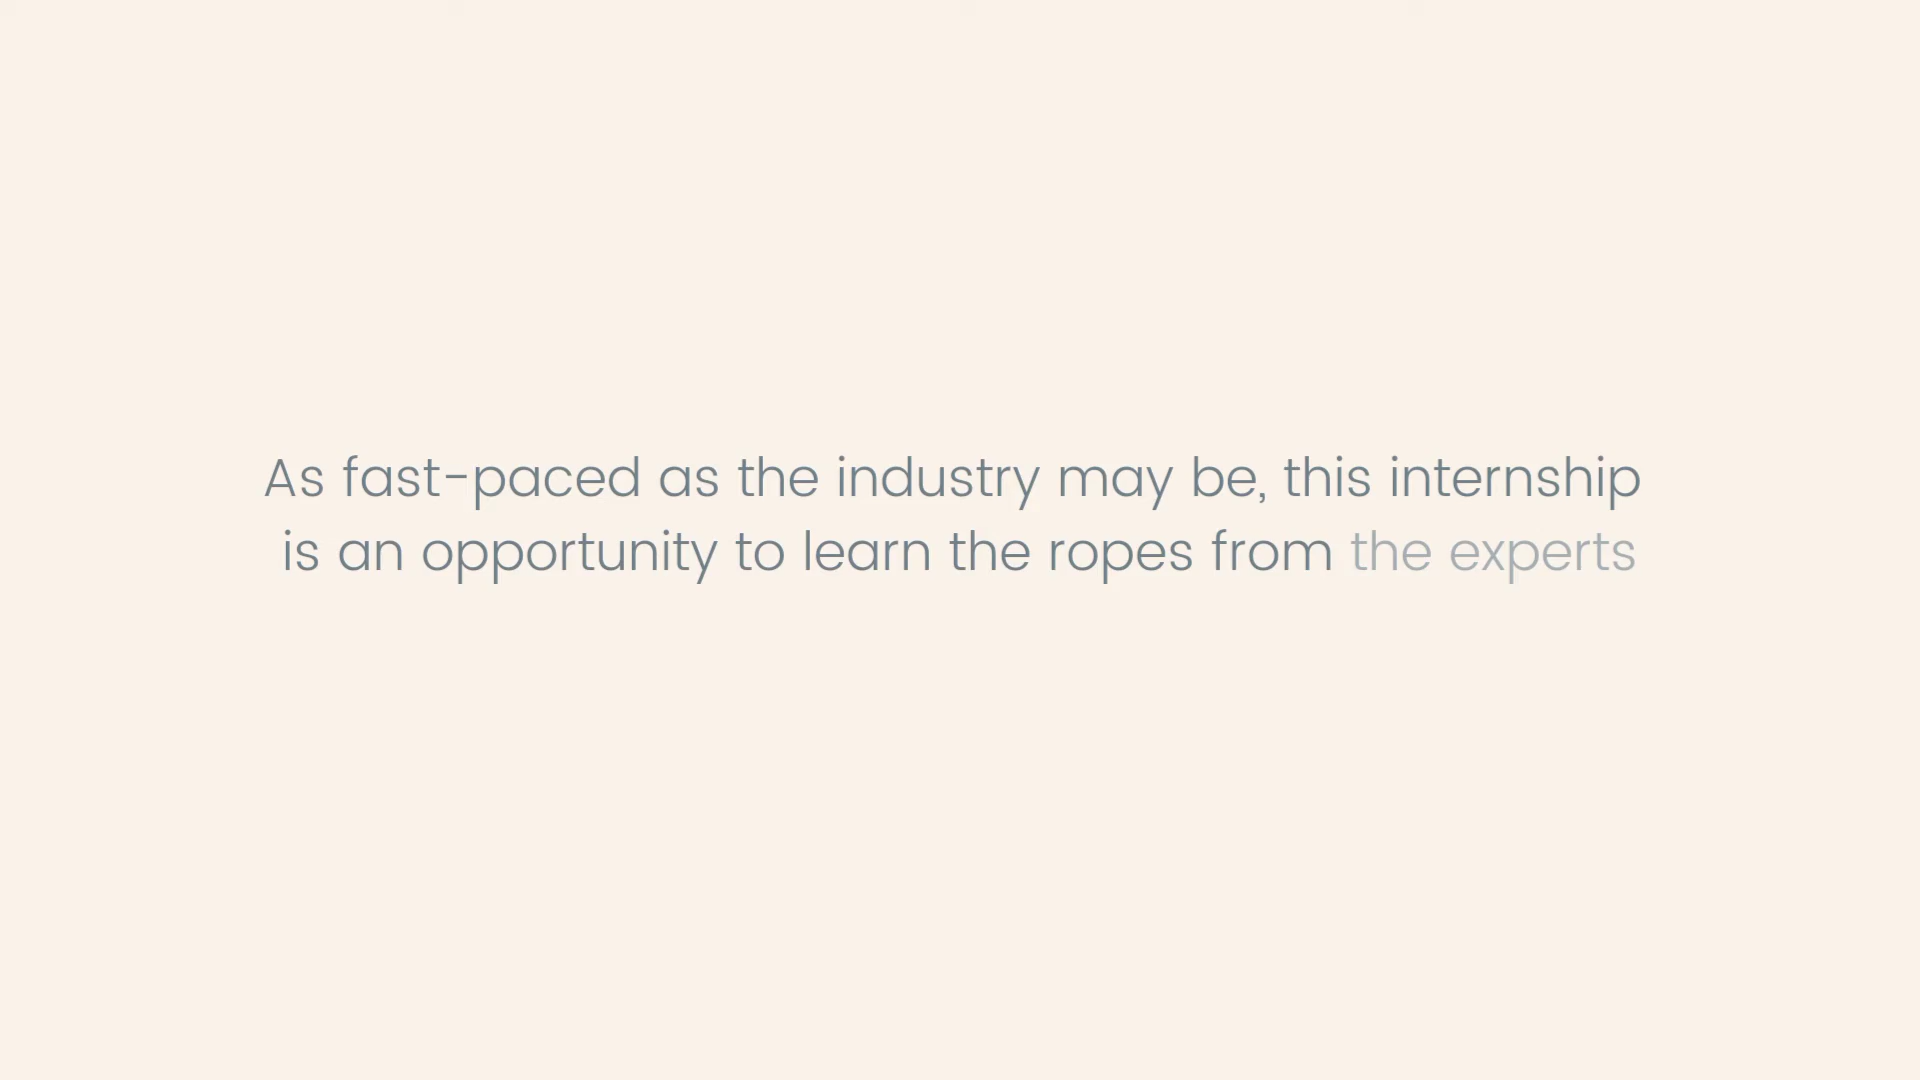 As fast-paced as the industry may be, this internship
is an opportunity to learn the ropes from the experts